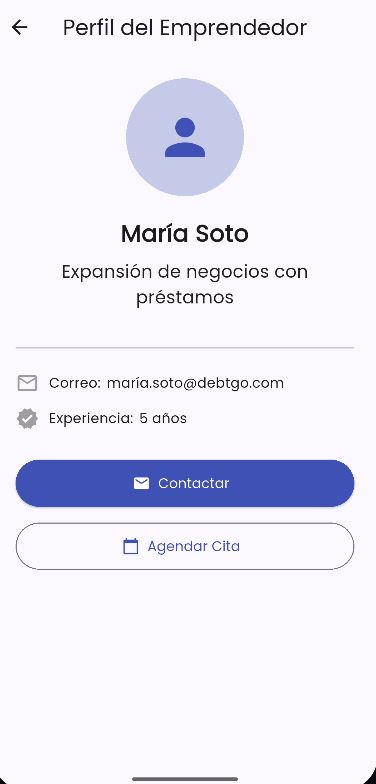 Perfil del Emprendedor
María Soto
Expansión de negocios con
préstamos
Correo: maría.soto@debtgo.com
Experiencia: 5 años
Contactar
Agendar Cita